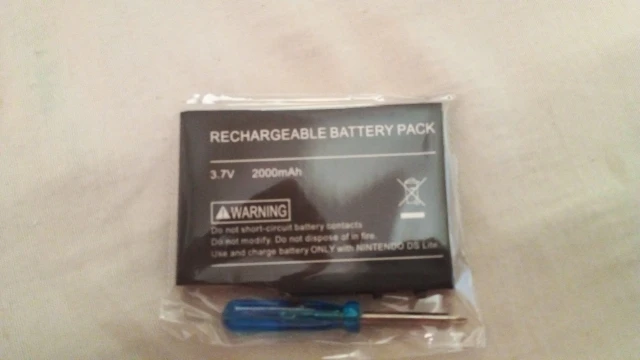 RECHARGEABLE BATTERY PACK
3.7V 2000mAh
WARNING
Do not short-circuit battery contacts
Do not modify. Do not dispose of in fire.
Use and charge battery ONLY with NINTENDO DS Lite